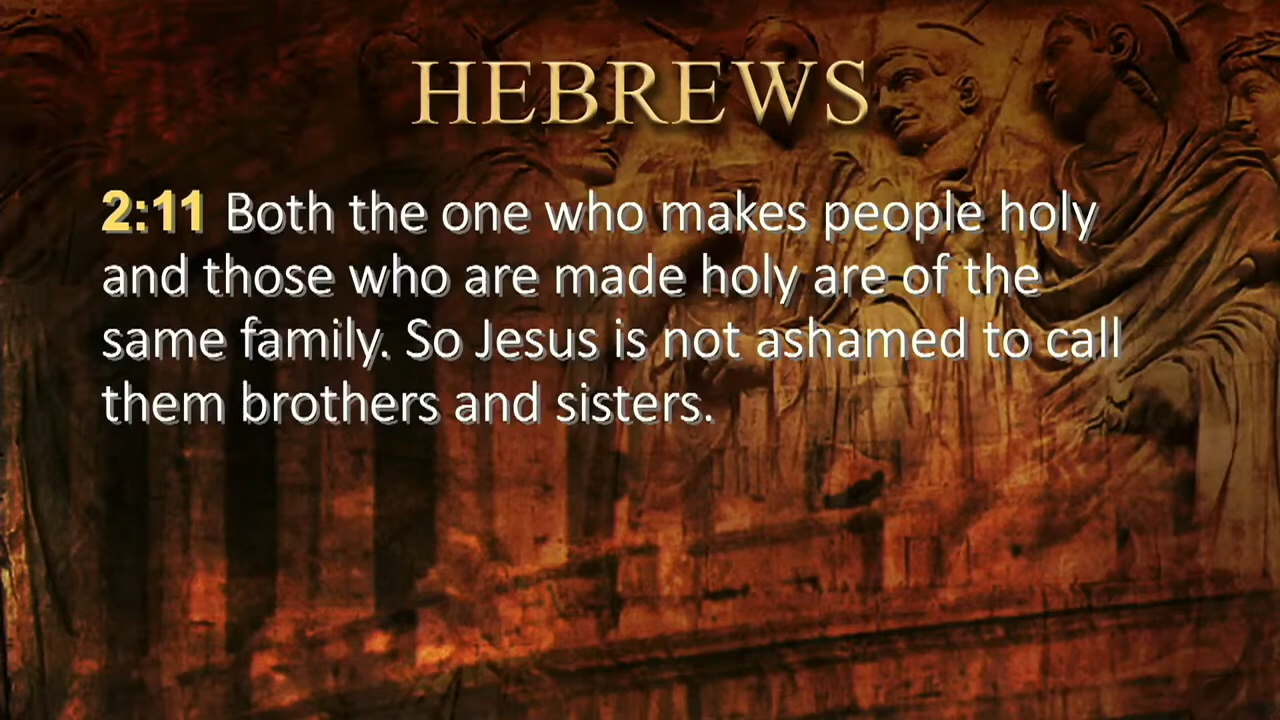 HEBREWS
2:11 Both the one who makes people holy
and those who are made holy are of the
same family. So Jesus is not ashamed to call
them brothers and sisters.